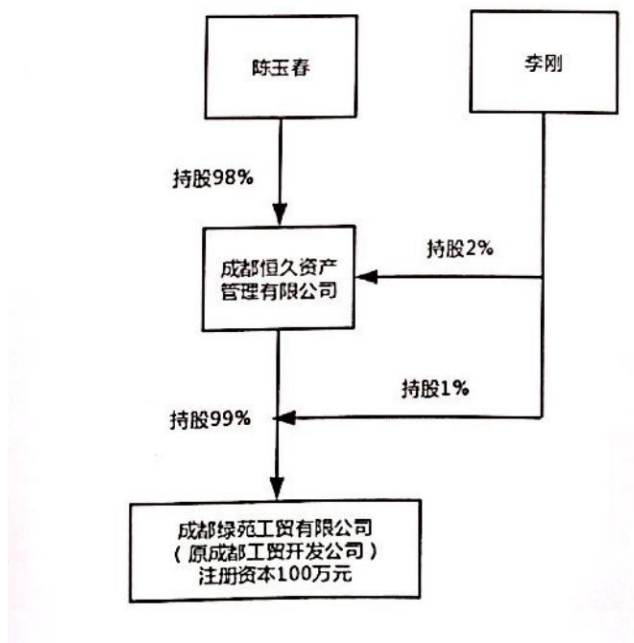 陈玉春
李刚
持股98%
成都恒久资产
管理有限公司
持股2%
持股1%
持股99%
成都绿苑工贸有限公司
（原成都工贸开发公司）
注册资本100万元